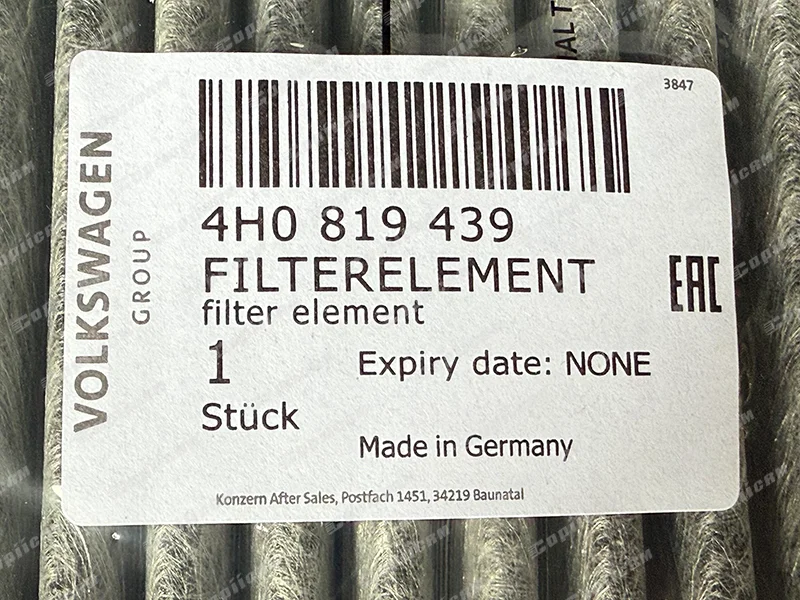 3847
VOLKSWAGEN
GROUP
4H0 819 439
FILTERELEMENT
filter element
EAC
1
Expiry date: NONE
Stück
Made in Germany
Konzern After Sales, Postfach 1451, 34219 Baunatal